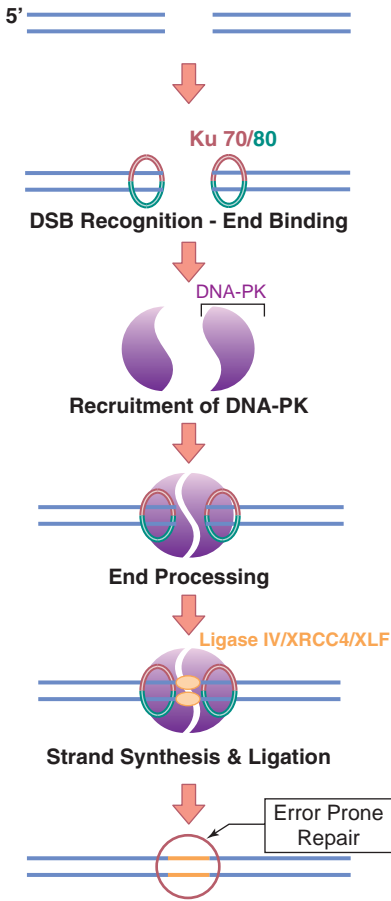 5’
Ku 70/80
DSB Recognition - End Binding
DNA-PK
Recruitment of DNA-PK
End Processing
Ligase IV/XRCC4/XLF
Strand Synthesis & Ligation
Error Prone
Repair